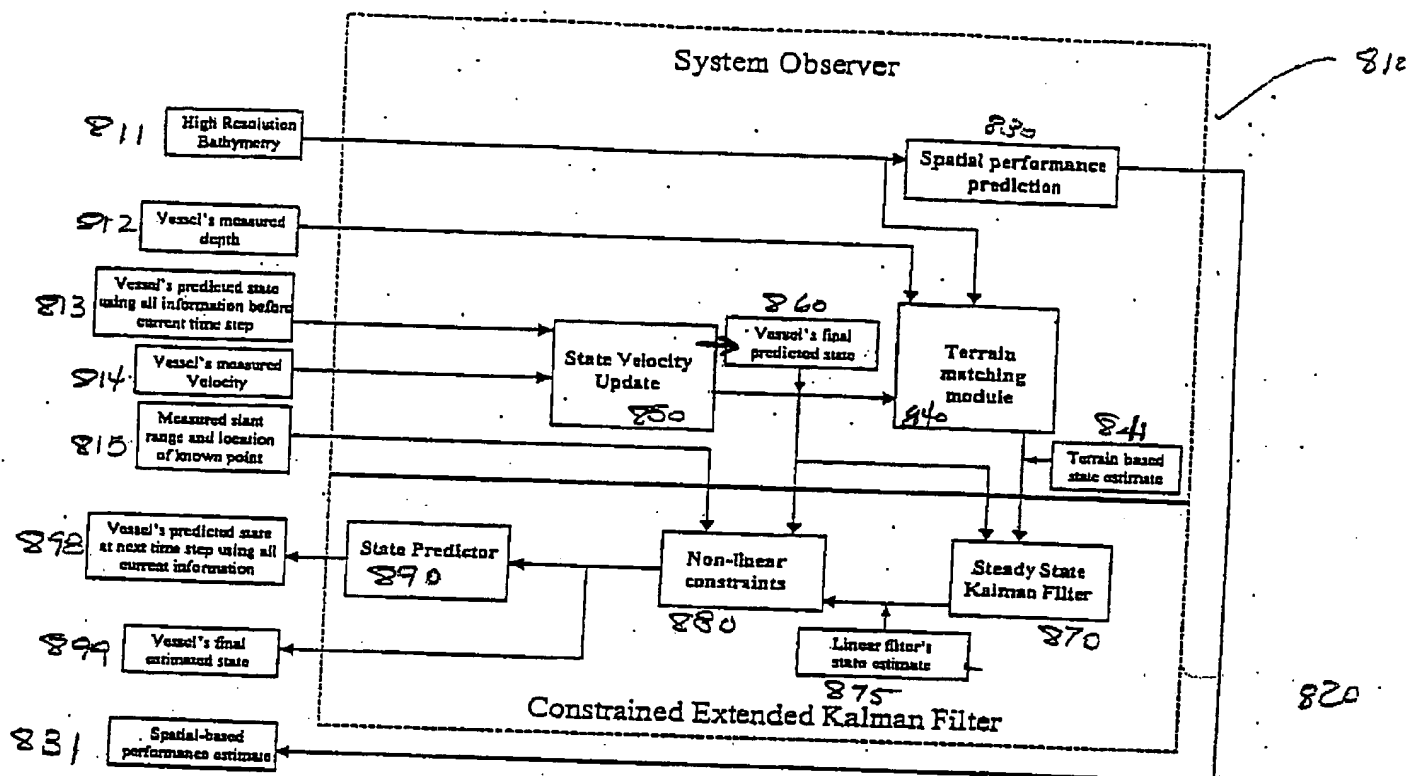 System Observer
810
811
High Resolution
Bathymetry
830
Spatial performance
prediction
812
Vessel's measured
depth
813
Vessel's predicted state
using all information before
current time step
860
Vessel's final
predicted state
State Velocity
Update
850
Terrain
matching
module
840
814
Vessel's measured
Velocity
815
Measured slant
range and location
of known point
841
Terrain based
state estimate
898
Vessel's predicted state
at next time step using all
current information
State Predictor
890
Non-linear
constraints
880
Steady State
Kalman Filter
870
899
Vessel's final
estimated state
Linear filter's
state estimate
875
820
Constrained Extended Kalman Filter
831
Spatial-based
performance estimate